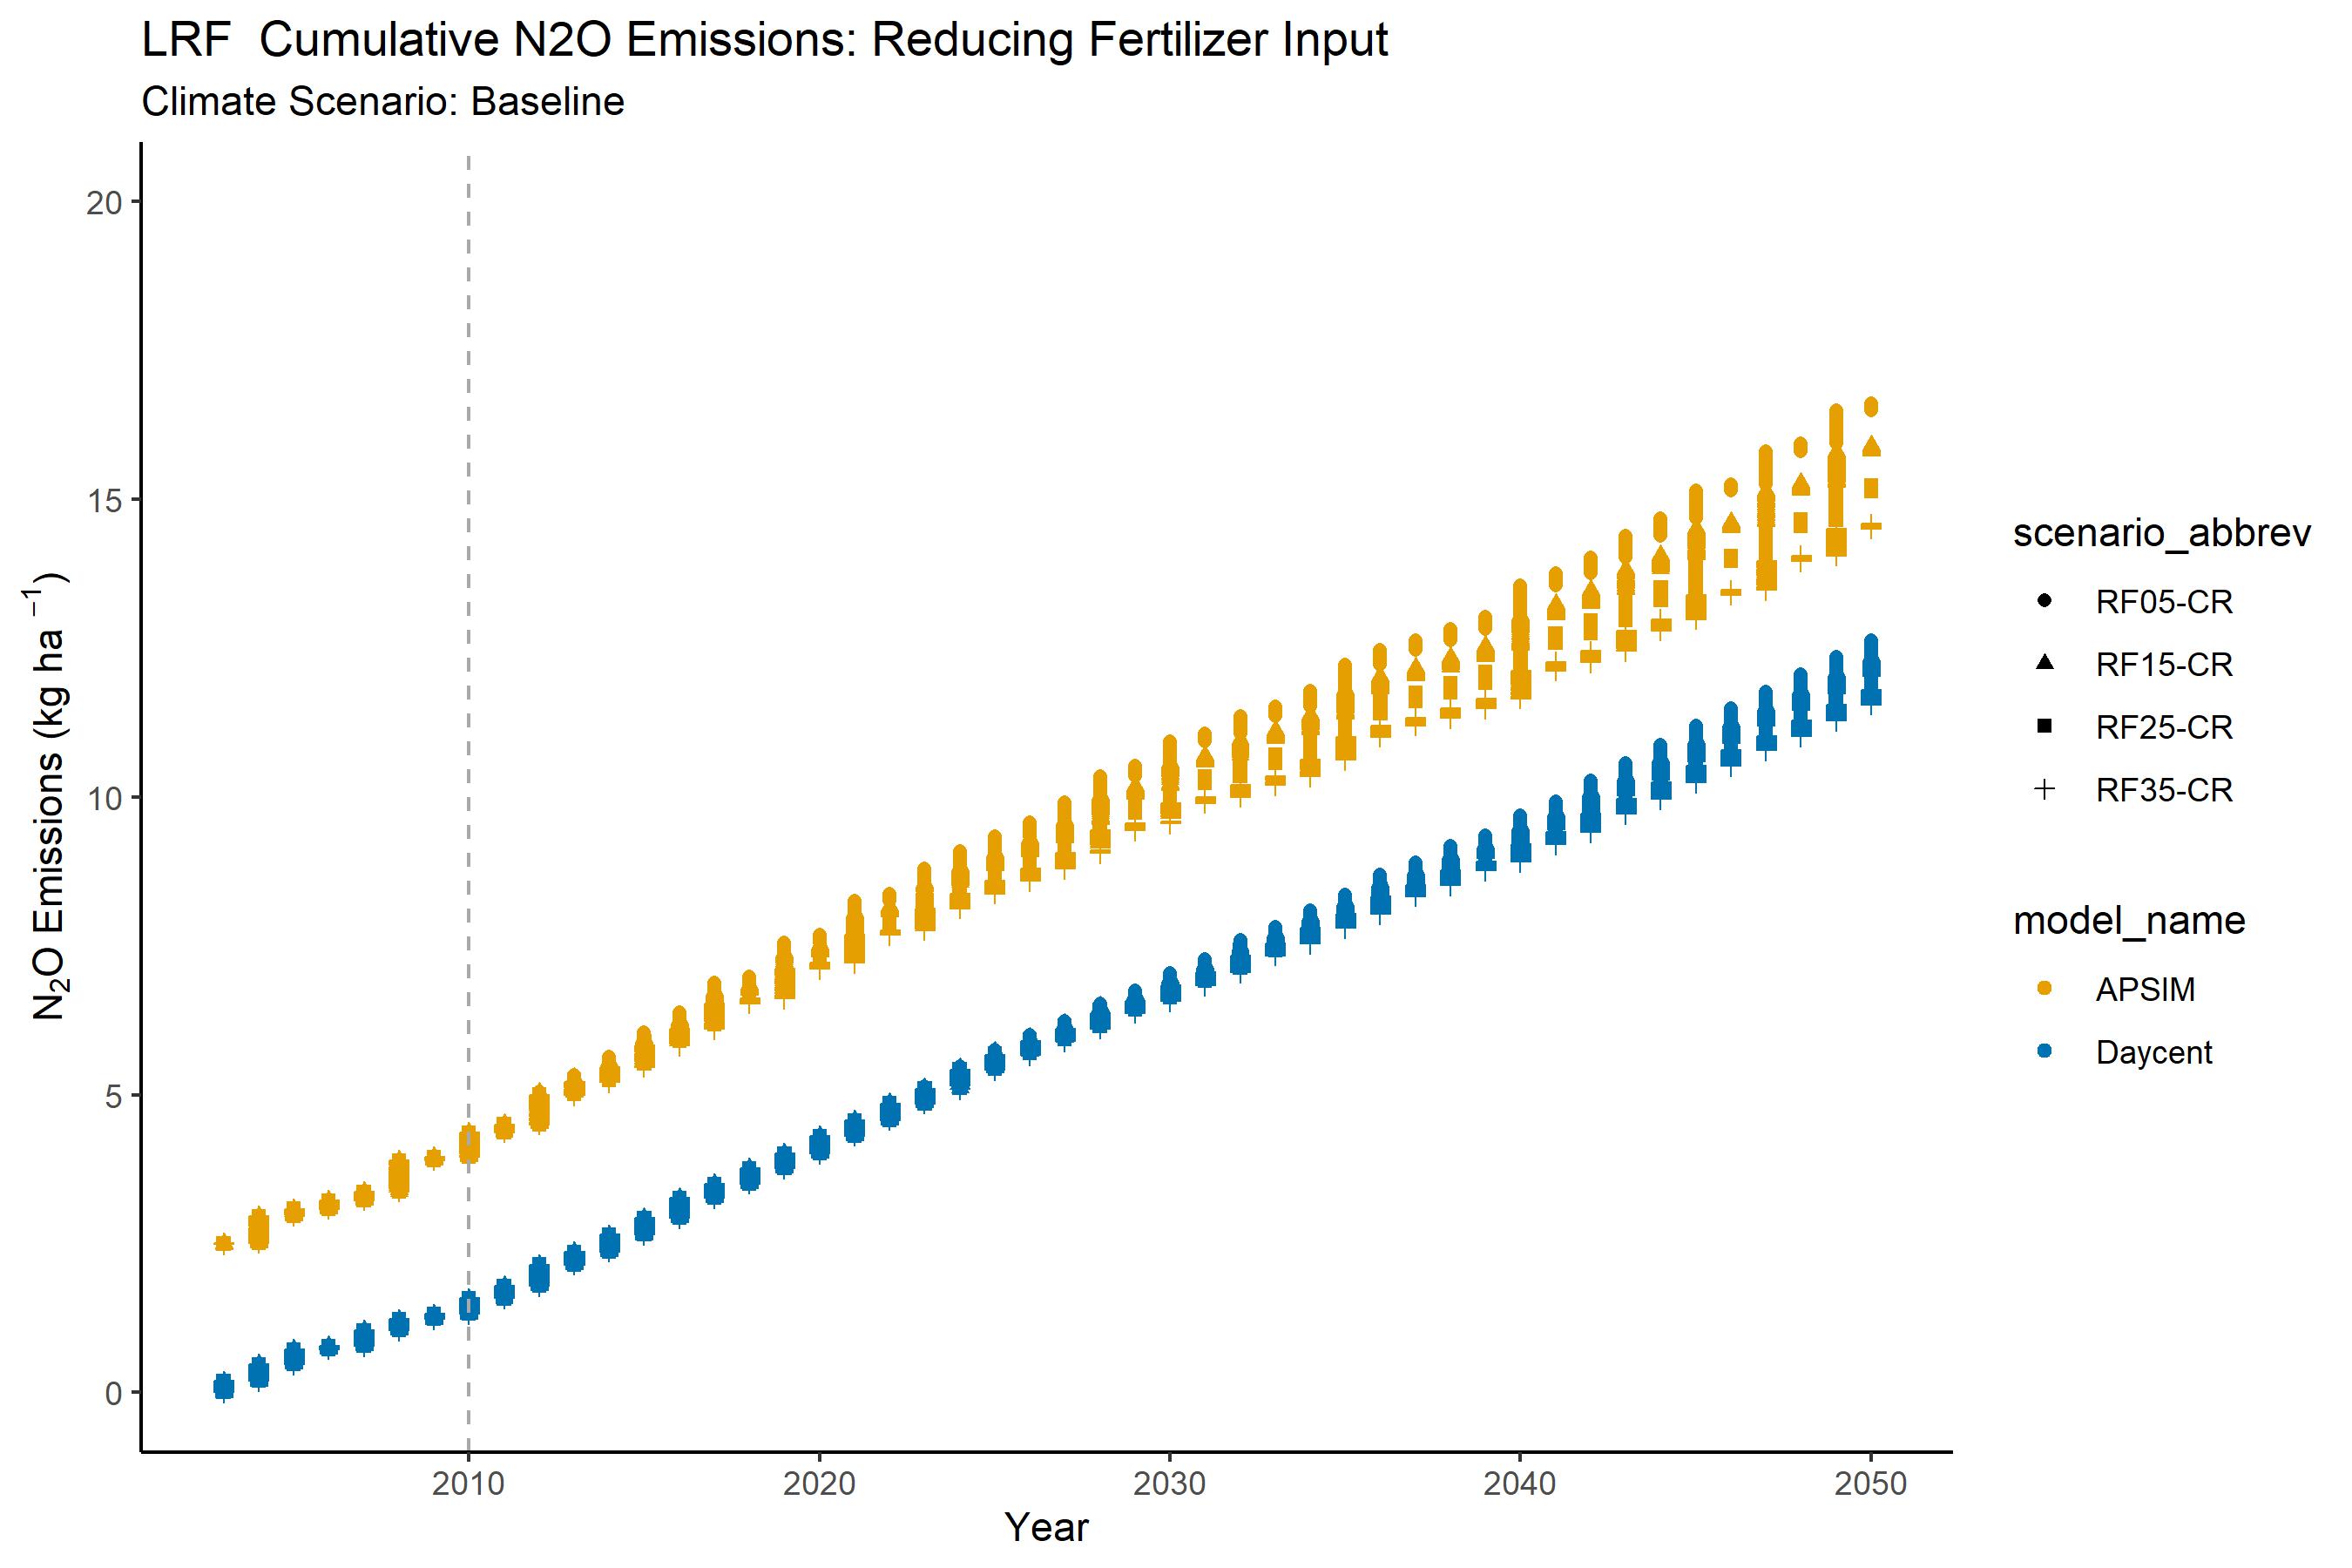 LRF  Cumulative N2O Emissions: Reducing Fertilizer Input
Climate Scenario: Baseline
N₂O Emissions (kg ha ⁻¹)
20
15
10
5
0
2010
2020
2030
2040
2050
Year
scenario_abbrev
RF05-CR
RF15-CR
RF25-CR
RF35-CR
model_name
APSIM
Daycent